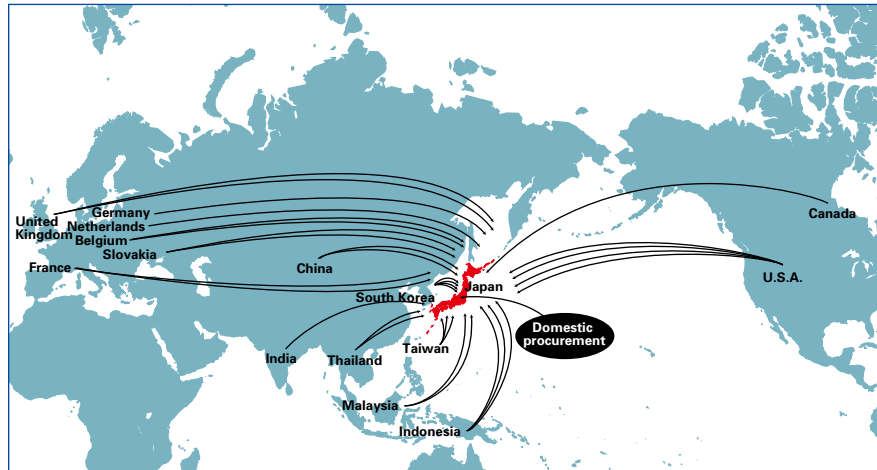 United
Kingdom
Germany
Netherlands
Belgium
Slovakia
France
China
South Korea
Japan
Canada
U.S.A.
Domestic
procurement
India
Thailand
Taiwan
Malaysia
Indonesia